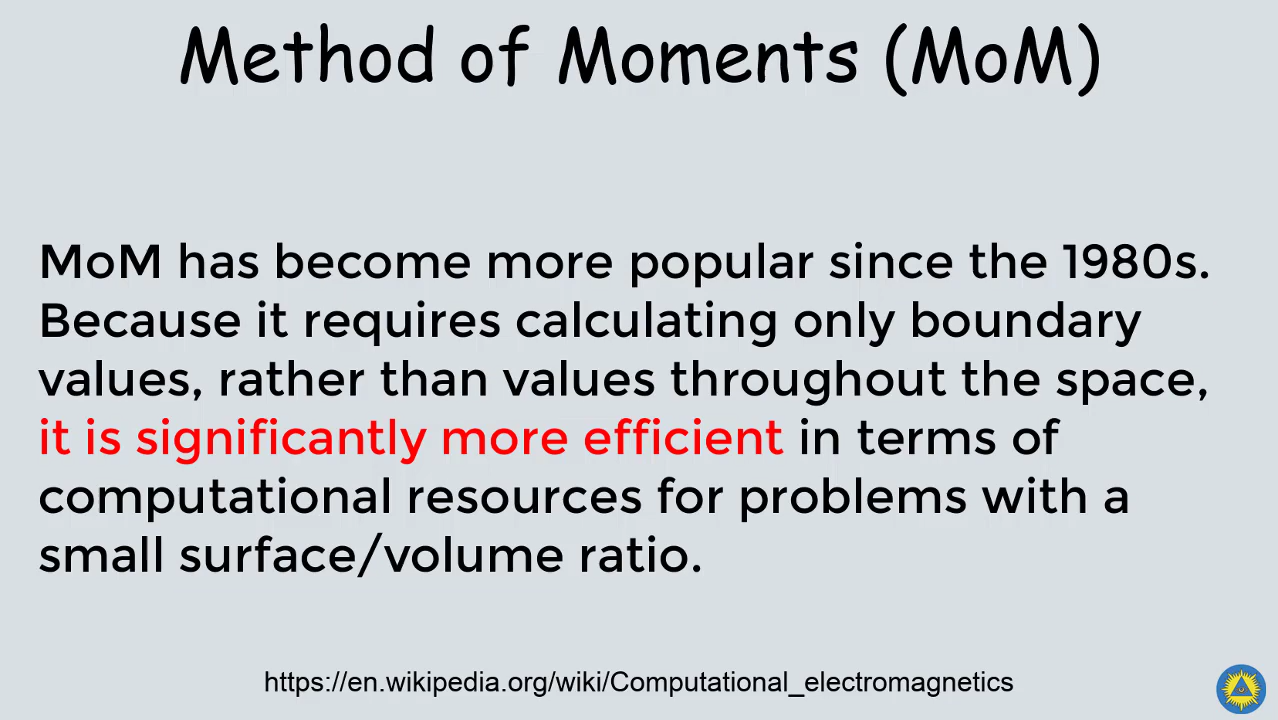 Method of Moments (MoM)
MoM has become more popular since the 1980s.
Because it requires calculating only boundary
values, rather than values throughout the space,
it is significantly more efficient in terms of
computational resources for problems with a
small surface/volume ratio.
https://en.wikipedia.org/wiki/Computational_electromagnetics